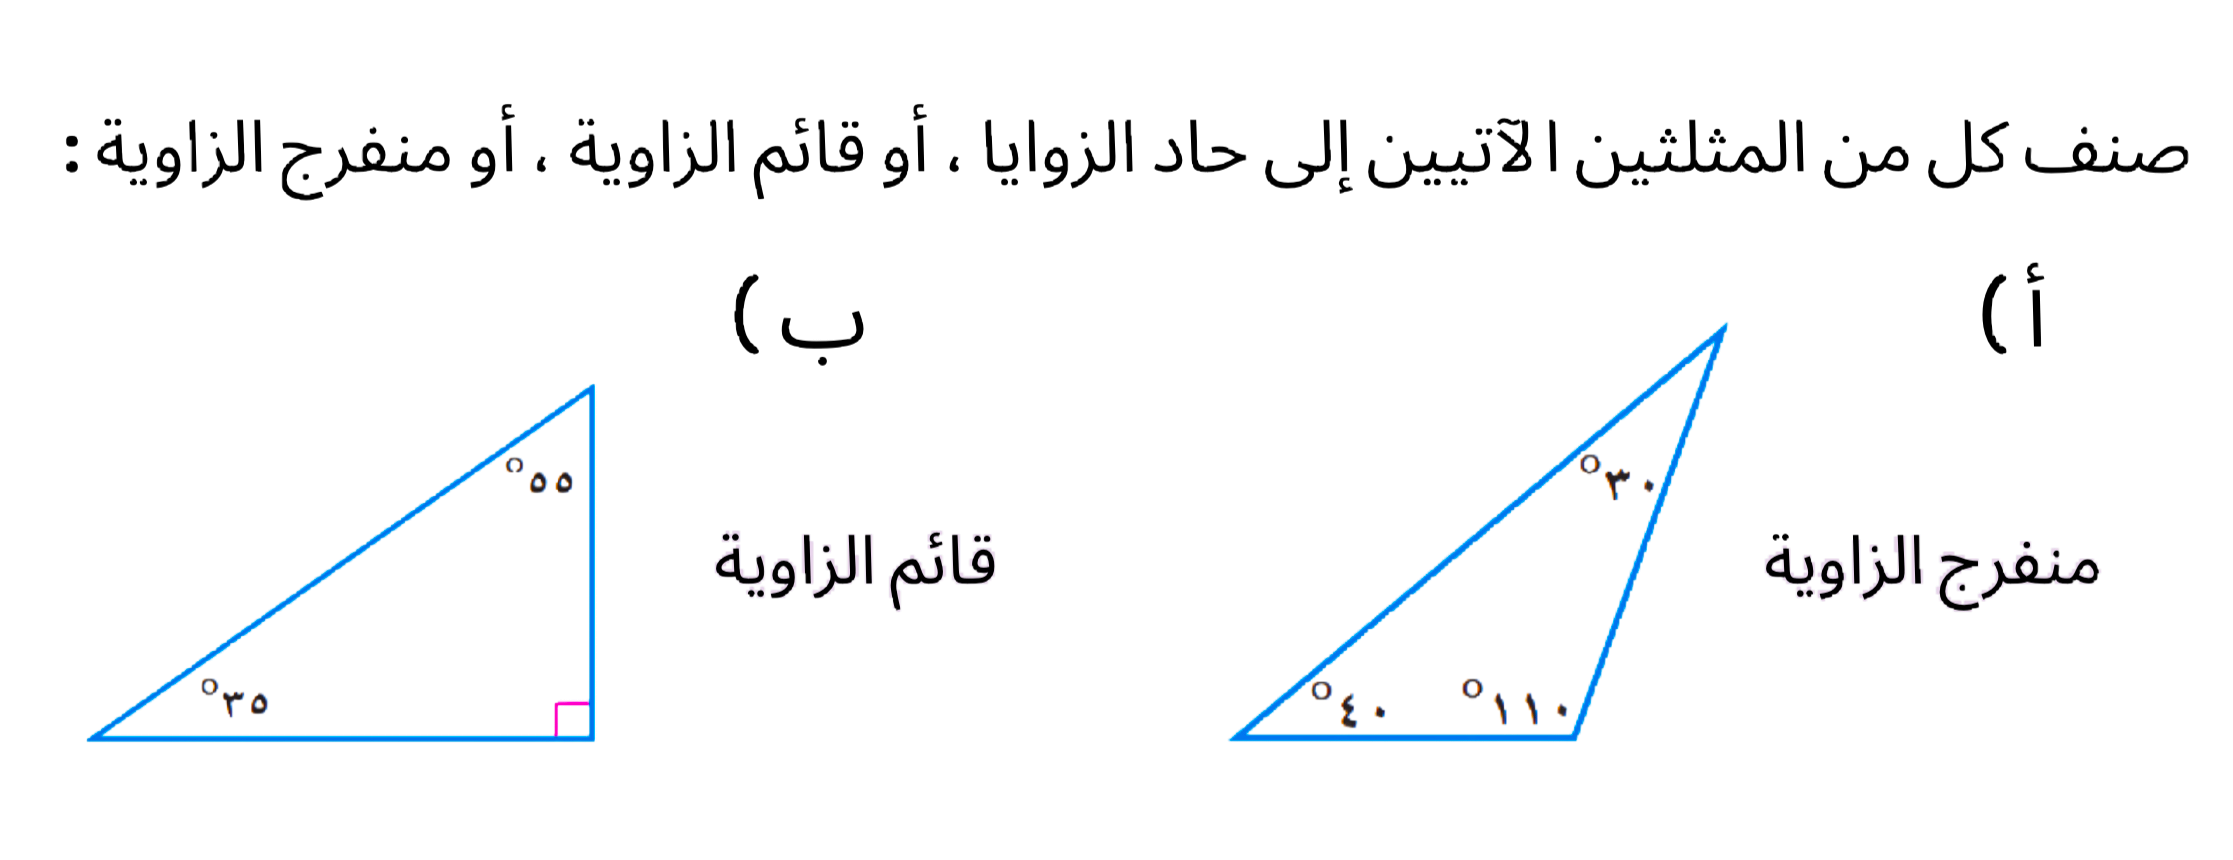 صنف كل من المثلثين الآتيين إلى حاد الزوايا ، أو قائم الزاوية ، أو منفرج الزاوية :
أ )
ب )
°٣٠
°٥٥
منفرج الزاوية
قائم الزاوية
°١١٠
°٤٠
°٣٥